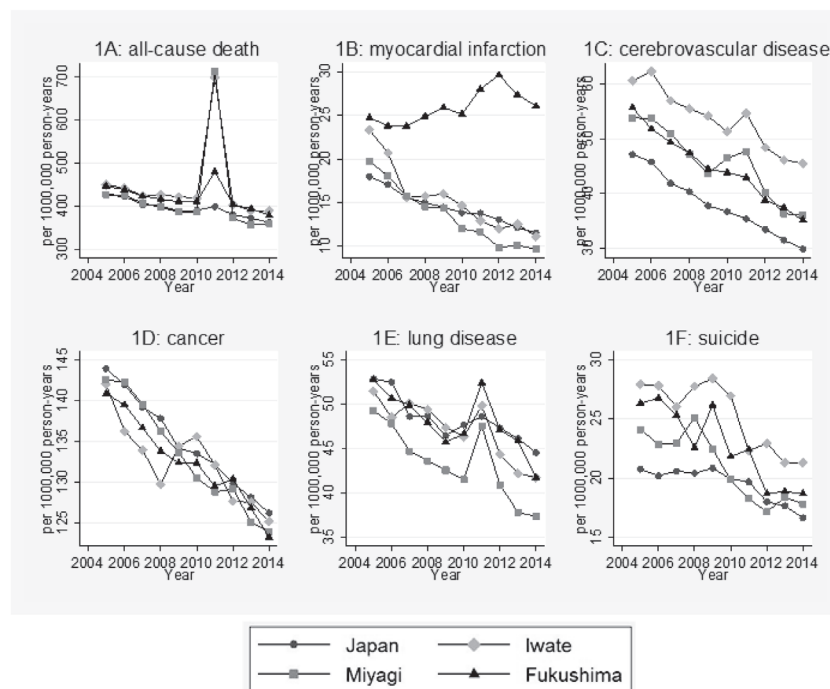 1A: all-cause death
1B: myocardial infarction
1C: cerebrovascular disease
per 1000,000 person-years
300 400 500 600 700
2004 2006 2008 2010 2012 2014
Year
per 1000,000 person-years
10 15 20 25 30
2004 2006 2008 2010 2012 2014
Year
per 1000,000 person-years
30 40 50 60
2004 2006 2008 2010 2012 2014
Year
1D: cancer
1E: lung disease
1F: suicide
per 1000,000 person-years
125 130 135 140 145
2004 2006 2008 2010 2012 2014
Year
per 1000,000 person-years
35 40 45 50 55
2004 2006 2008 2010 2012 2014
Year
per 1000,000 person-years
15 20 25 30
2004 2006 2008 2010 2012 2014
Year
Japan
Iwate
Miyagi
Fukushima